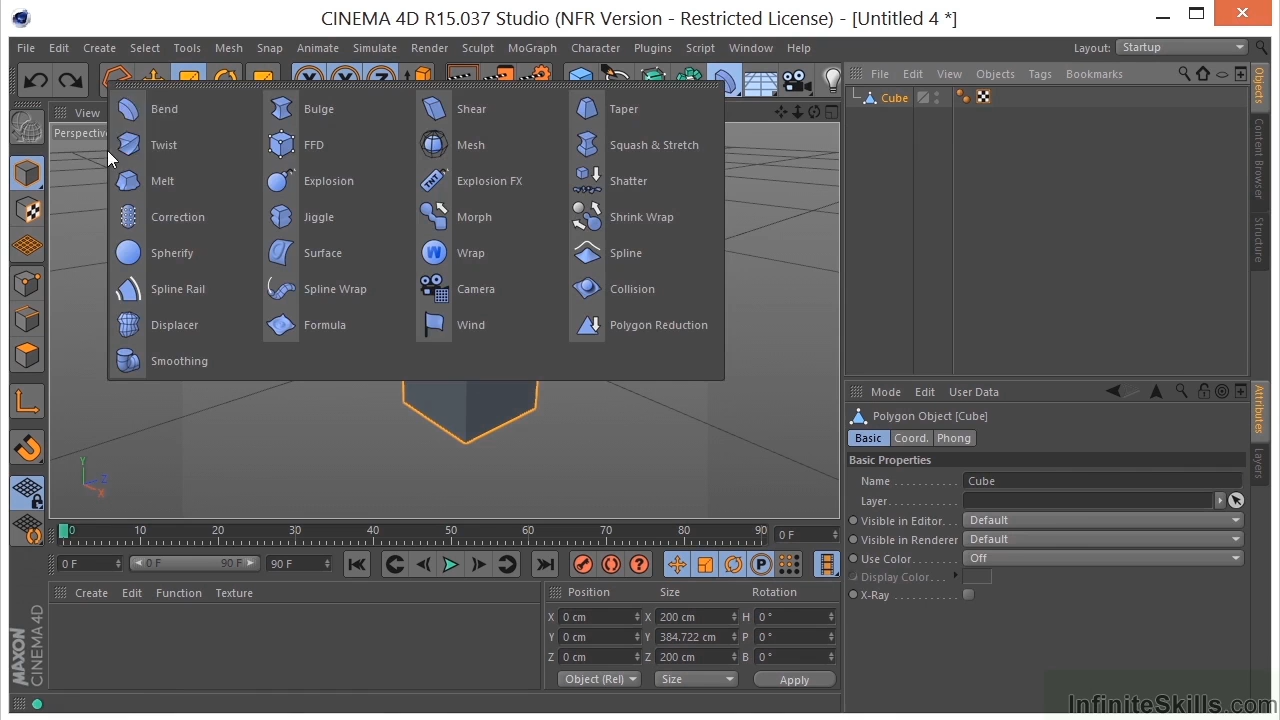 CINEMA 4D R15.037 Studio (NFR Version - Restricted License) - [Untitled 4 *]
File Edit Create Select Tools Mesh Snap Animate Simulate Render Sculpt MoGraph Character Plugins Script Window Help
Layout: Startup
File Edit View Objects Tags Bookmarks
Objects
Content Browser
Structure
Cube
View
Perspective
Bend Bulge Shear Taper
Twist FFD Mesh Squash & Stretch
Melt Explosion Explosion FX Shatter
Correction Jiggle Morph Shrink Wrap
Spherify Surface Wrap Spline
Spline Rail Spline Wrap Camera Collision
Displacer Formula Wind Polygon Reduction
Smoothing
Y
Z
X
Mode Edit User Data
Attributes
Layers
Polygon Object [Cube]
Basic Coord. Phong
Basic Properties
Name Cube
Layer
Visible in Editor Default
Visible in Renderer Default
Use Color Off
Display Color
X-Ray
0 10 20 30 40 50 60 70 80 90 0 F
0 F 0 F 90 F 90 F
Create Edit Function Texture
Position Size Rotation
X 0 cm X 200 cm H 0 °
Y 0 cm Y 384.722 cm P 0 °
Z 0 cm Z 200 cm B 0 °
Object (Rel) Size Apply
MAXON CINEMA 4D
InfiniteSkills.com